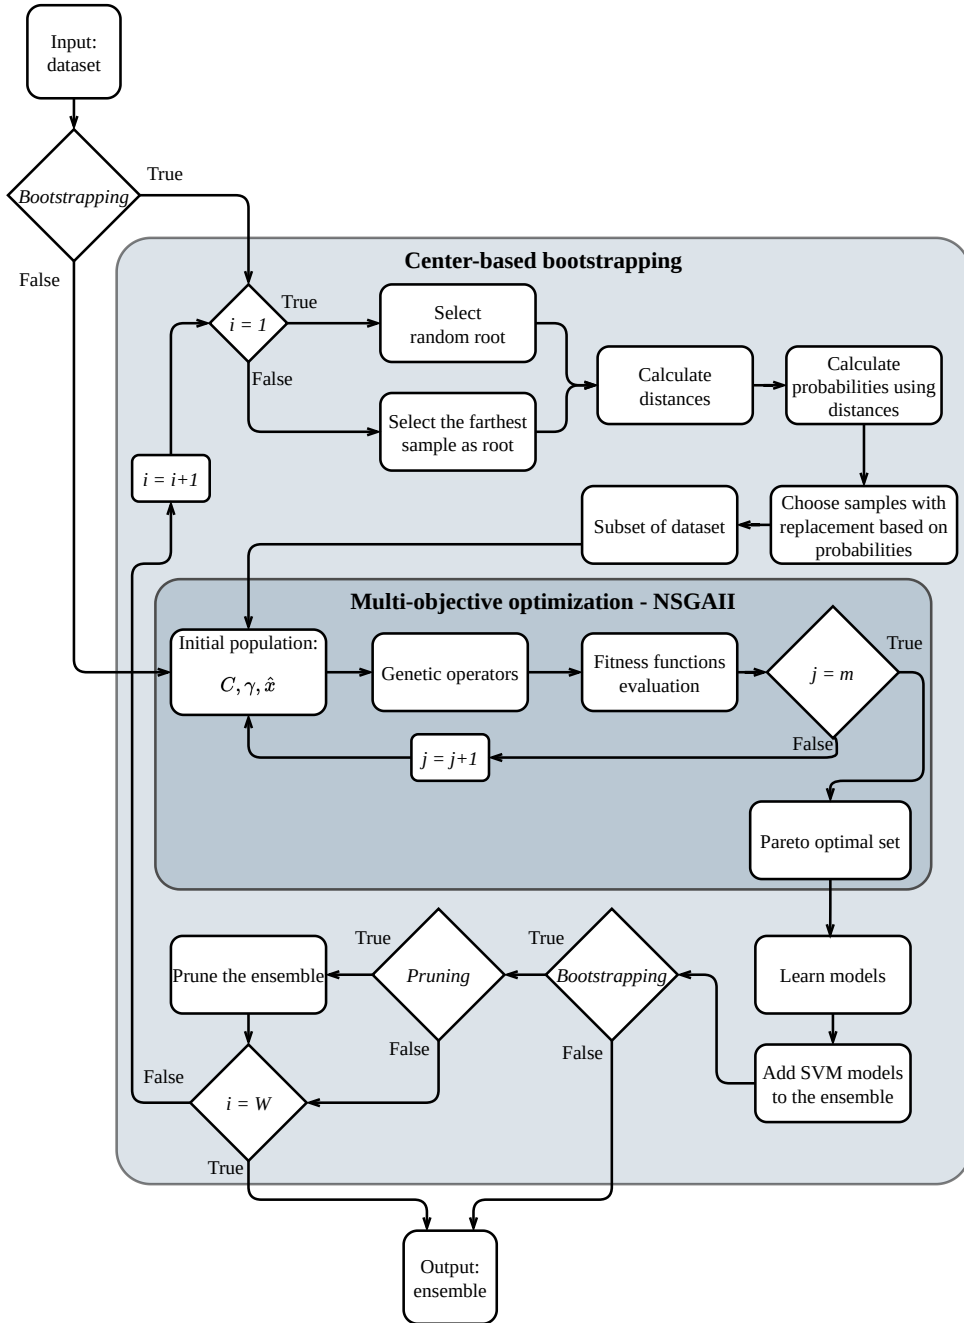 Input:
dataset
Bootstrapping
True
False
Center-based bootstrapping
i = 1
True
False
Select
random root
Select the farthest
sample as root
Calculate
distances
Calculate
probabilities using
distances
i = i+1
Subset of dataset
Choose samples with
replacement based on
probabilities
Multi-objective optimization - NSGAII
Initial population:
C, γ, x̂
Genetic operators
Fitness functions
evaluation
j = m
True
False
j = j+1
Pareto optimal set
Learn models
Add SVM models
to the ensemble
Bootstrapping
True
False
Pruning
True
False
Prune the ensemble
i = W
False
True
Output:
ensemble